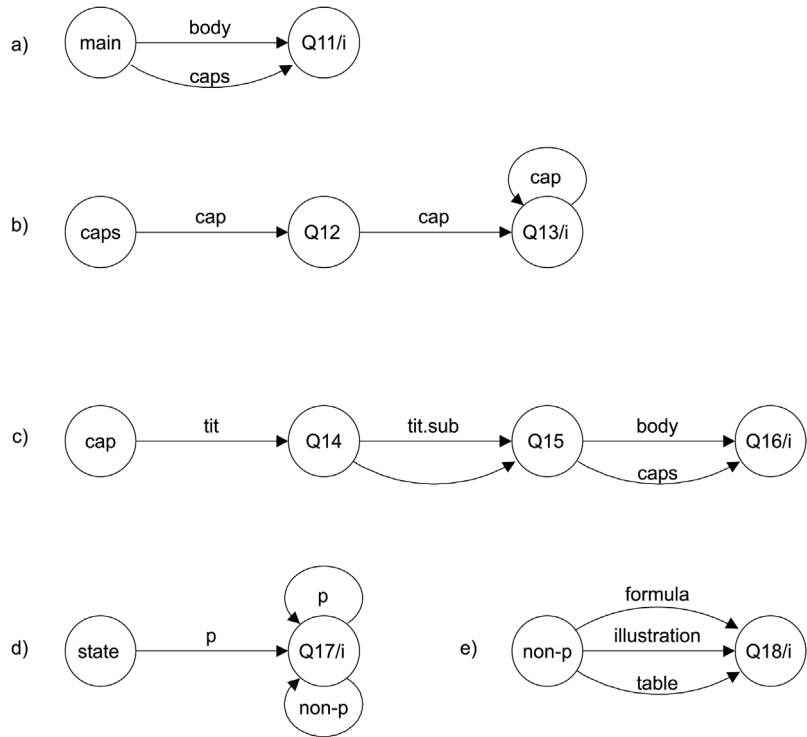 a) main body Q11/i
caps
cap
b) caps cap Q12 cap Q13/i
c) cap tit Q14 tit.sub Q15 body Q16/i
caps
p
d) state p Q17/i
non-p
formula
e) non-p illustration Q18/i
table